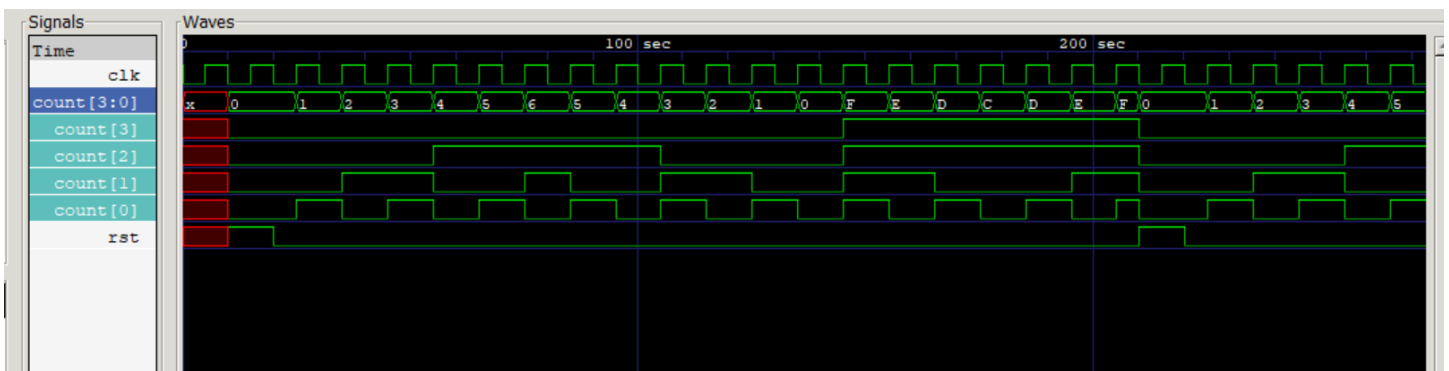 Signals
Waves
Time
0
100 sec
200 sec
clk
count[3:0]
x 0 1 2 3 4 5 6 5 4 3 2 1 0 F E D C D E F 0 1 2 3 4 5
count[3]
count[2]
count[1]
count[0]
rst